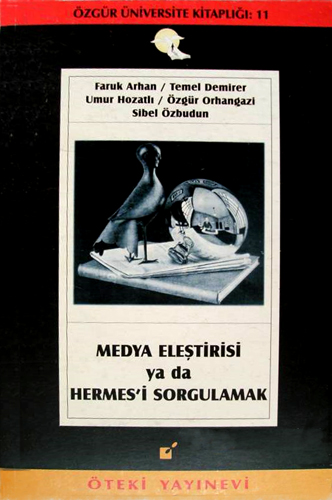 ÖZGÜR ÜNİVERSİTE KİTAPLIĞI: 11
Faruk Arhan / Temel Demirer
Umur Hozatlı / Özgür Orhangazi
Sibel Özbudun
MEDYA ELEŞTİRİSİ
ya da
HERMES'İ SORGULAMAK
ÖTEKİ YAYINEVİ